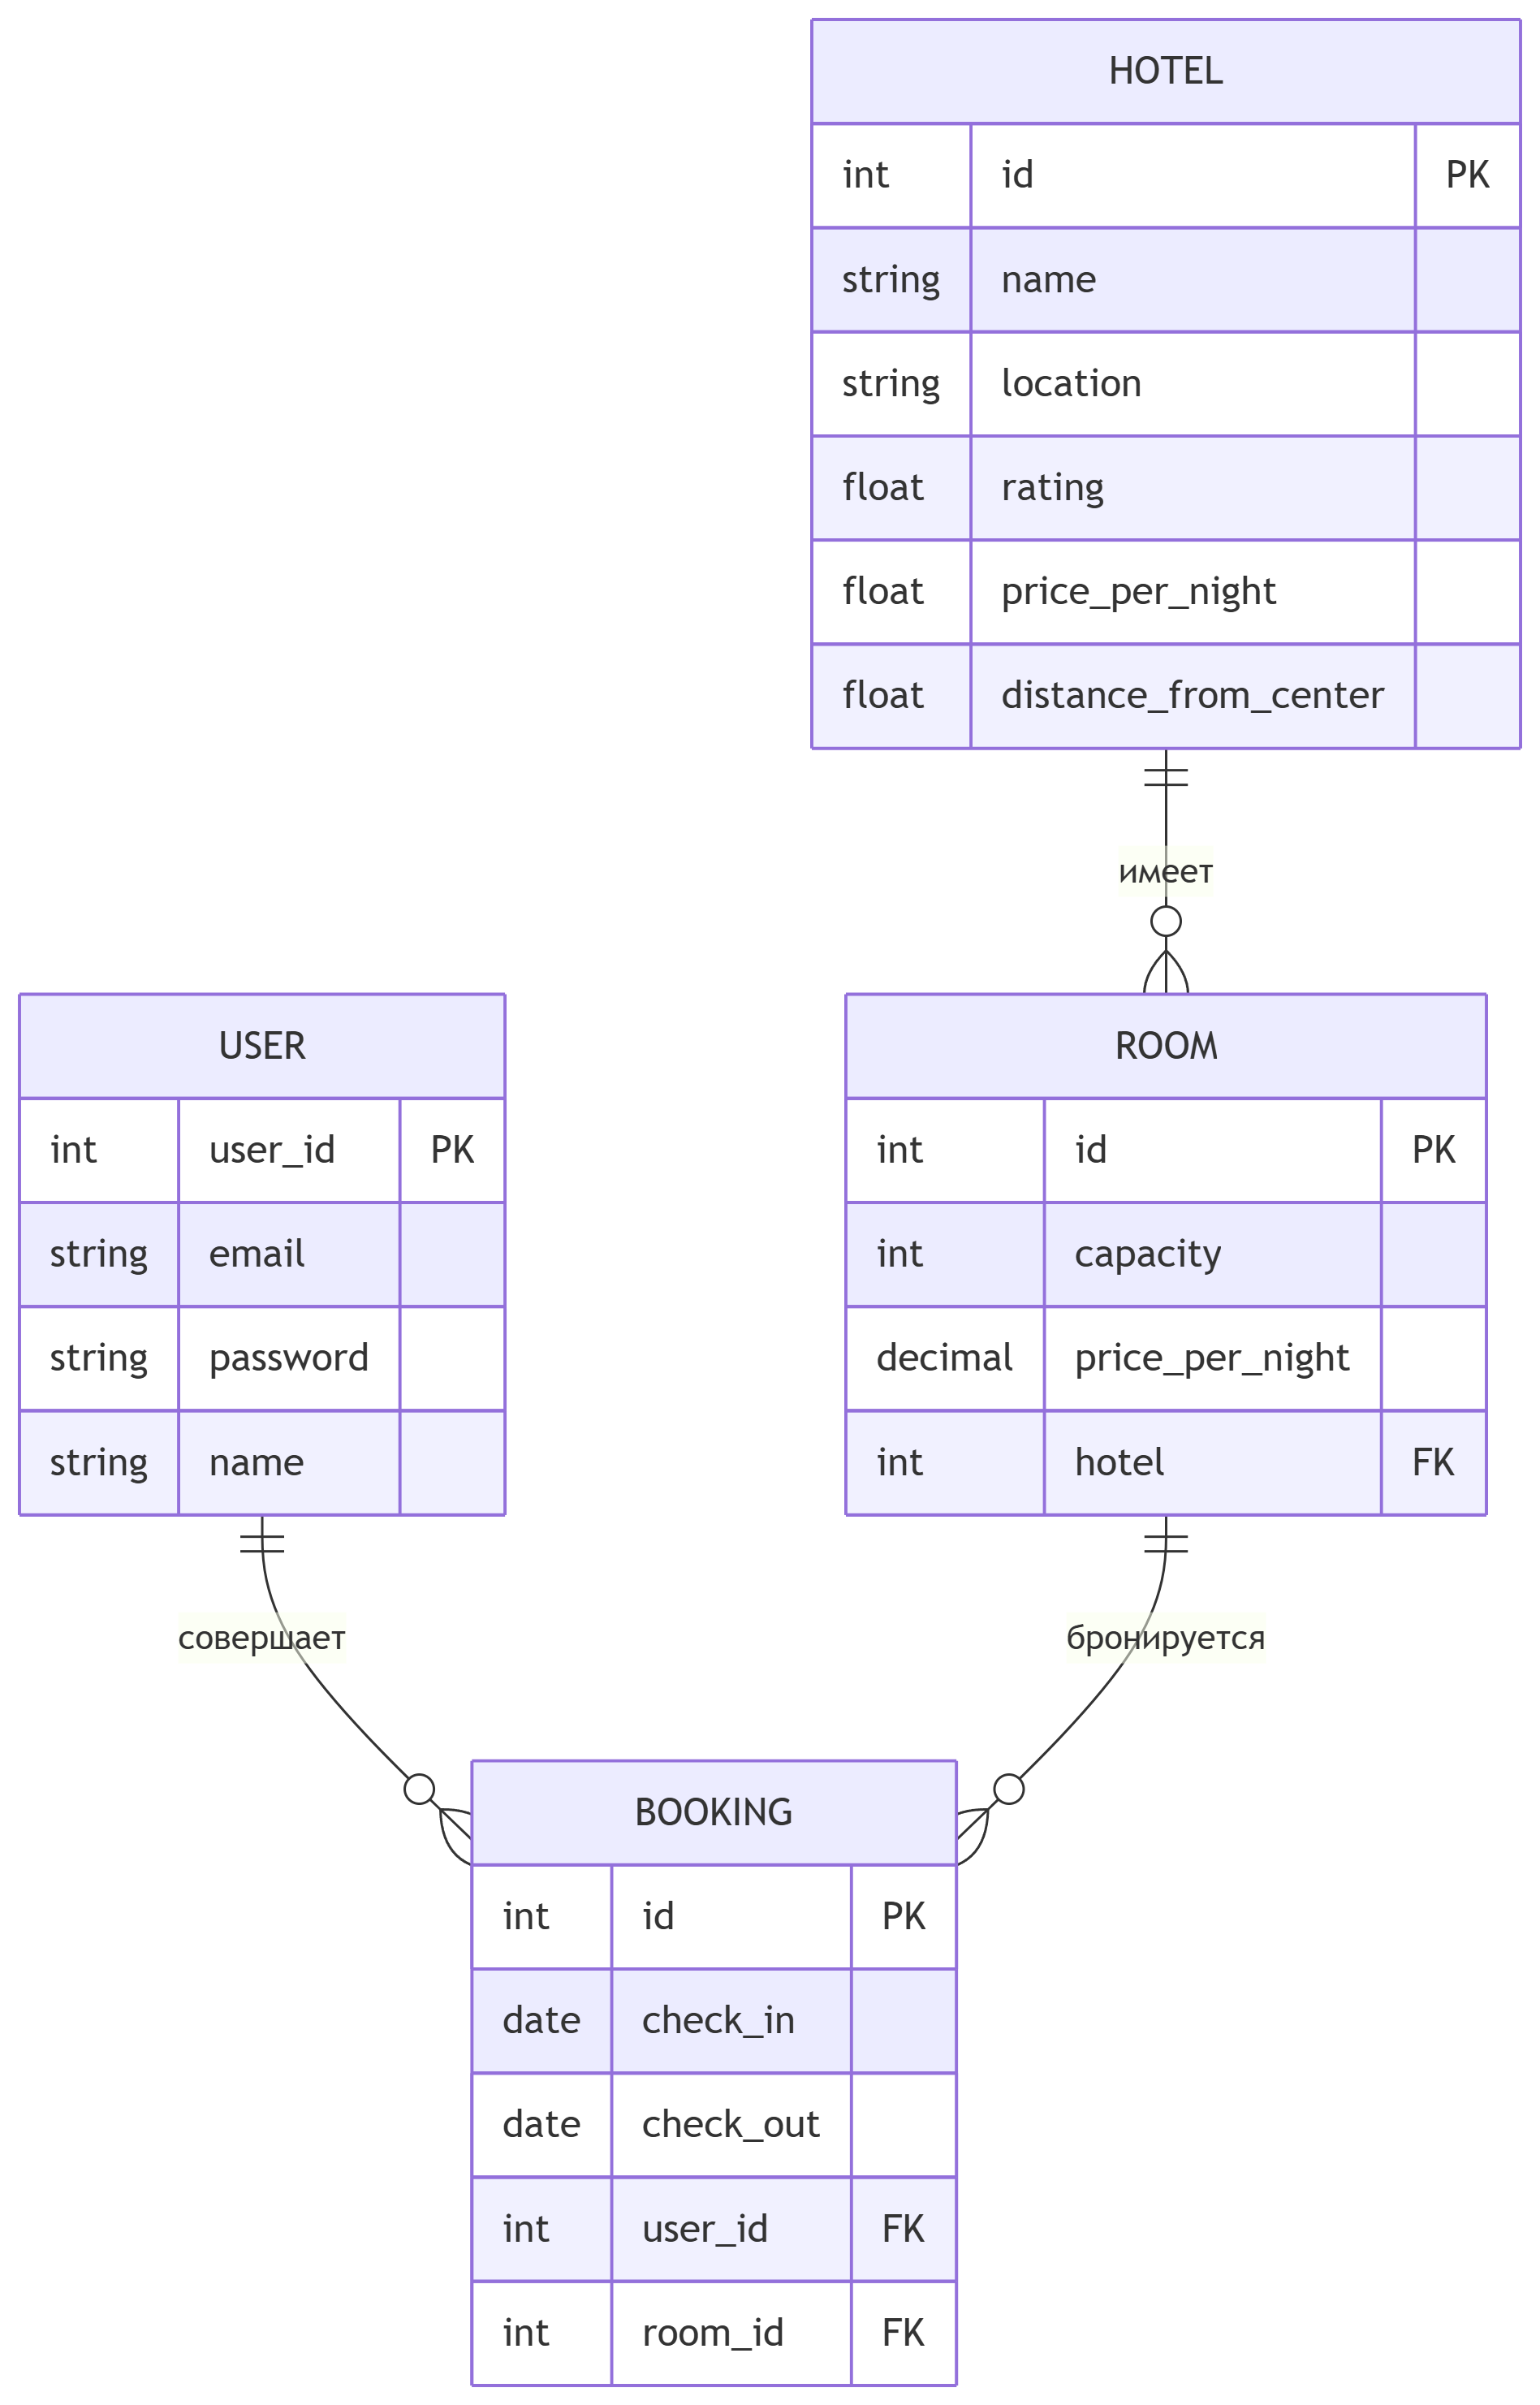 HOTEL
int id PK
string name
string location
float rating
float price_per_night
float distance_from_center
имеет
USER
int user_id PK
string email
string password
string name
ROOM
int id PK
int capacity
decimal price_per_night
int hotel FK
совершает
бронируется
BOOKING
int id PK
date check_in
date check_out
int user_id FK
int room_id FK